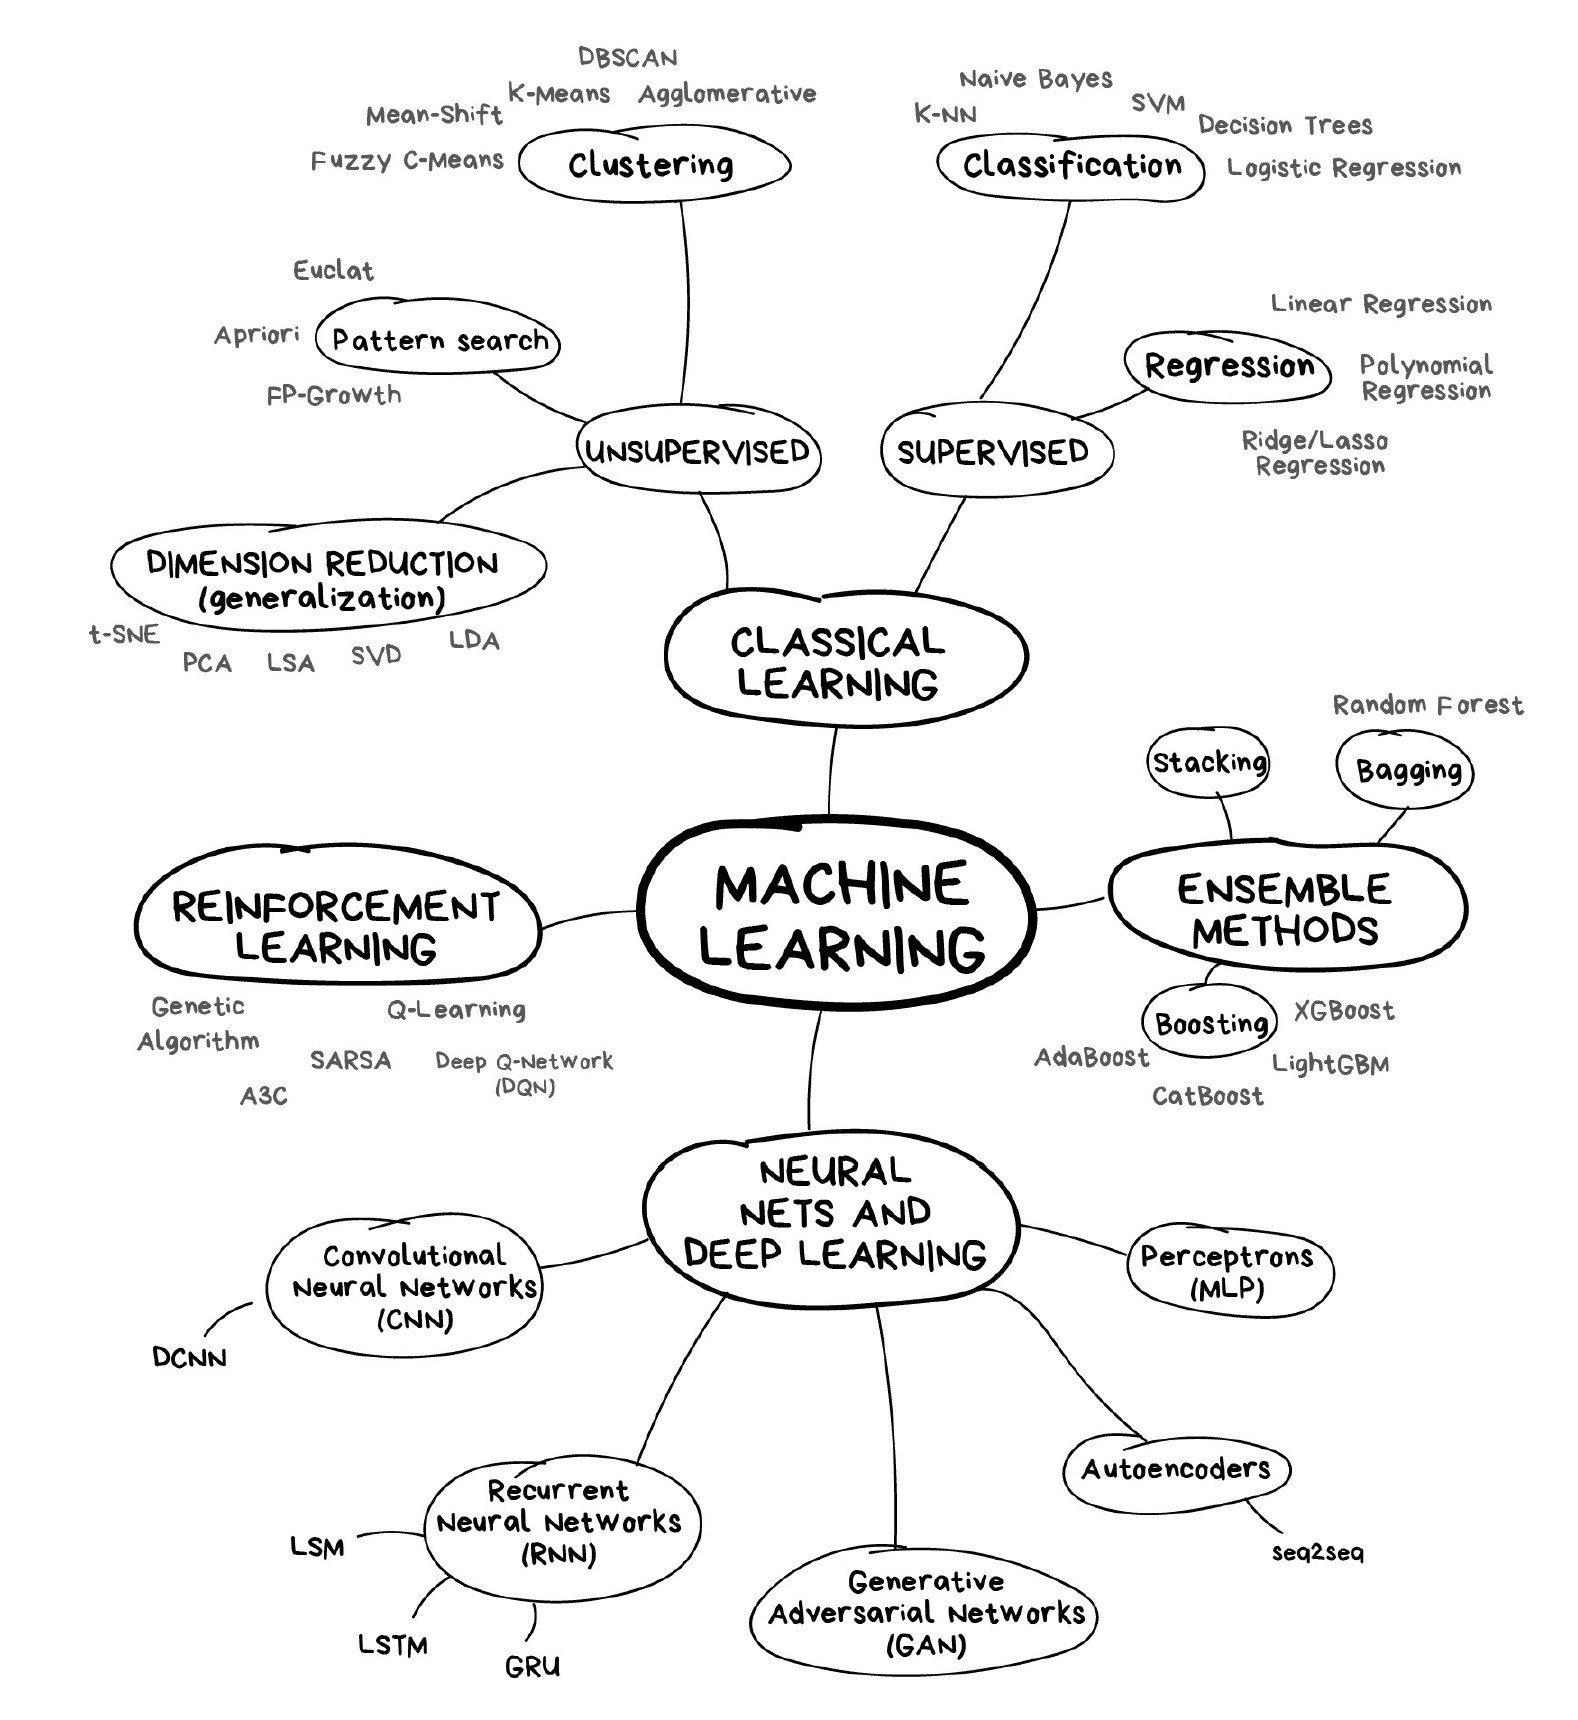 DBSCAN
K-Means
Agglomerative
Mean-Shift
Fuzzy C-Means
Clustering
Naive Bayes
K-NN
SVM
Decision Trees
Classification
Logistic Regression
Euclat
Apriori
Pattern search
FP-Growth
Linear Regression
Regression
Polynomial
Regression
Ridge/Lasso
Regression
UNSUPERVISED
SUPERVISED
DIMENSION REDUCTION
(generalization)
t-SNE
PCA
LSA
SVD
LDA
CLASSICAL
LEARNING
Random Forest
Stacking
Bagging
REINFORCEMENT
LEARNING
MACHINE
LEARNING
ENSEMBLE
METHODS
Genetic
Algorithm
Q-Learning
SARSA
A3C
Deep Q-Network
(DQN)
Boosting
XGBoost
AdaBoost
LightGBM
CatBoost
NEURAL
NETS AND
DEEP LEARNING
Convolutional
Neural Networks
(CNN)
DCNN
Perceptrons
(MLP)
Autoencoders
seq2seq
Recurrent
Neural Networks
(RNN)
LSM
LSTM
GRU
Generative
Adversarial Networks
(GAN)